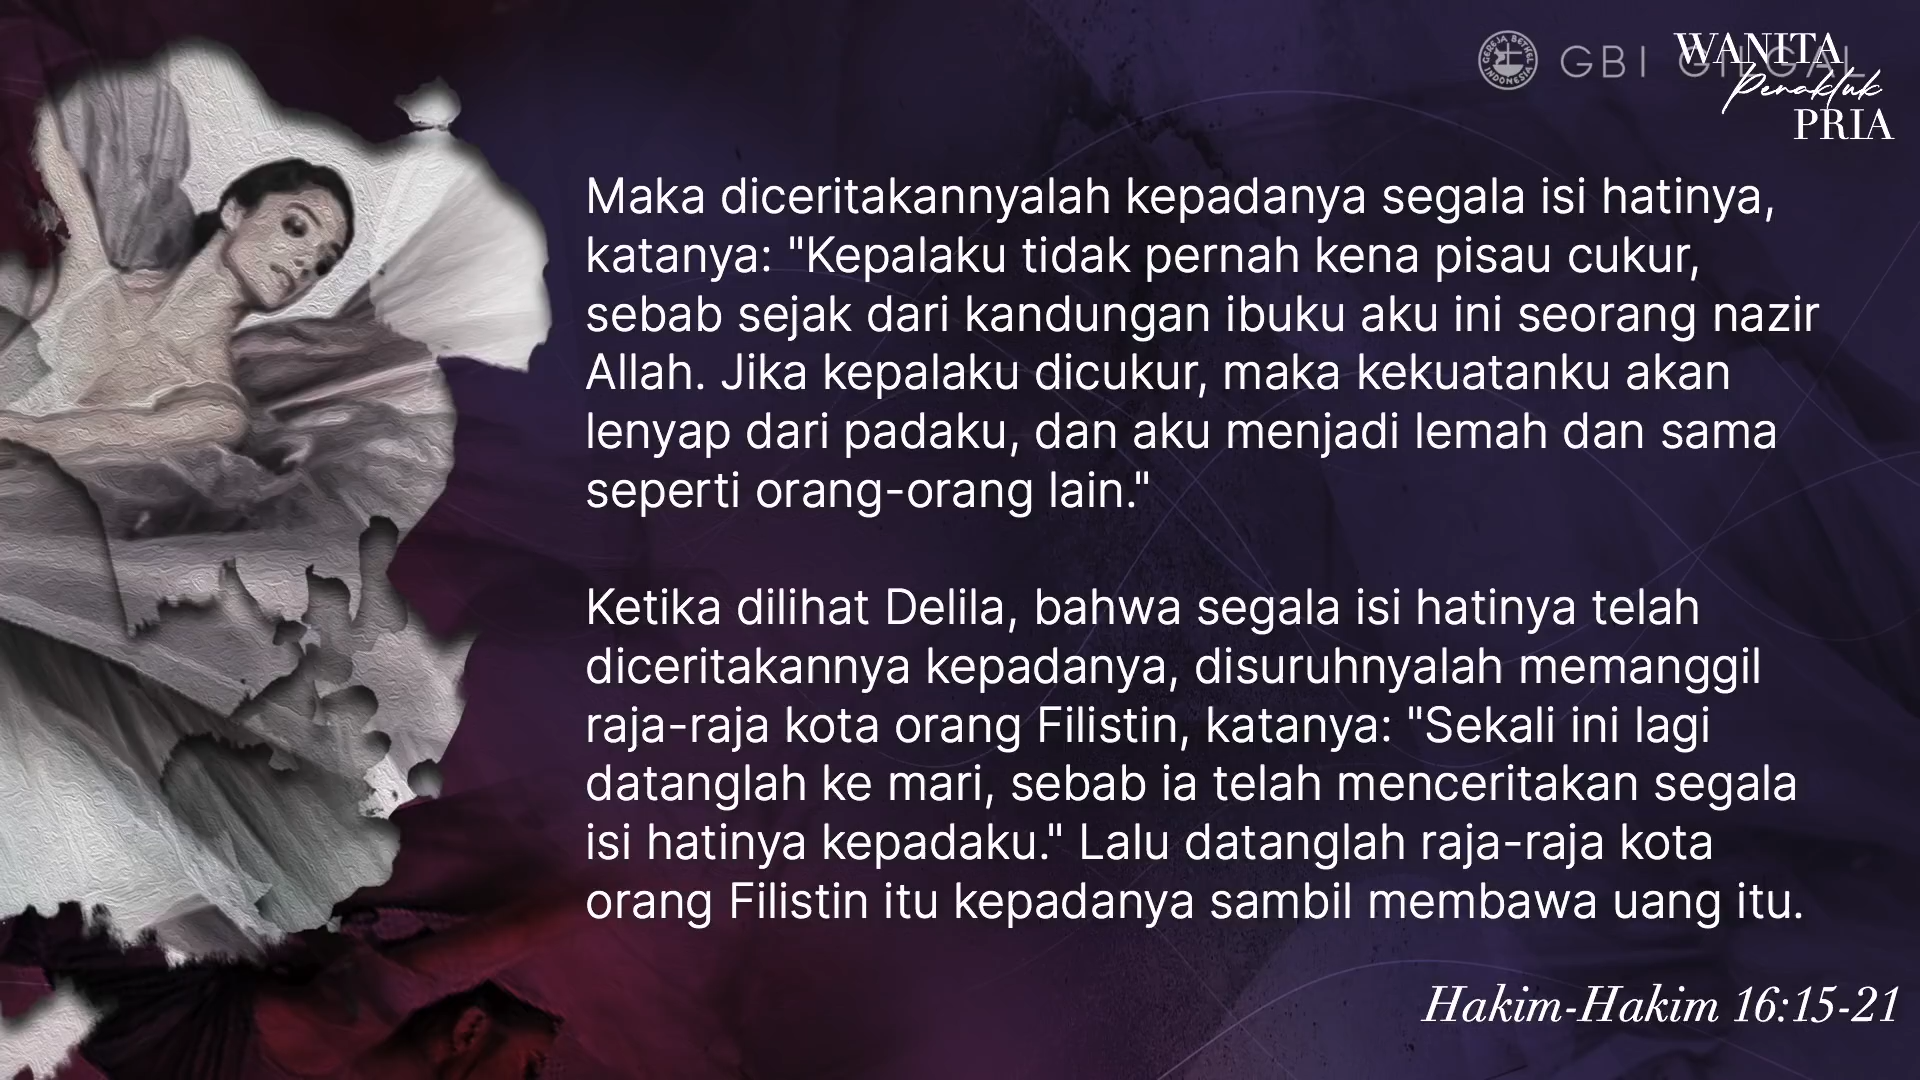 GEREJA BETHEL
INDONESIA
GBI GILGAL
WANITA
Penakluk
PRIA
Maka diceritakannyalah kepadanya segala isi hatinya,
katanya: "Kepalaku tidak pernah kena pisau cukur,
sebab sejak dari kandungan ibuku aku ini seorang nazir
Allah. Jika kepalaku dicukur, maka kekuatanku akan
lenyap dari padaku, dan aku menjadi lemah dan sama
seperti orang-orang lain."
Ketika dilihat Delila, bahwa segala isi hatinya telah
diceritakannya kepadanya, disuruhnyalah memanggil
raja-raja kota orang Filistin, katanya: "Sekali ini lagi
datanglah ke mari, sebab ia telah menceritakan segala
isi hatinya kepadaku." Lalu datanglah raja-raja kota
orang Filistin itu kepadanya sambil membawa uang itu.
Hakim-Hakim 16:15-21